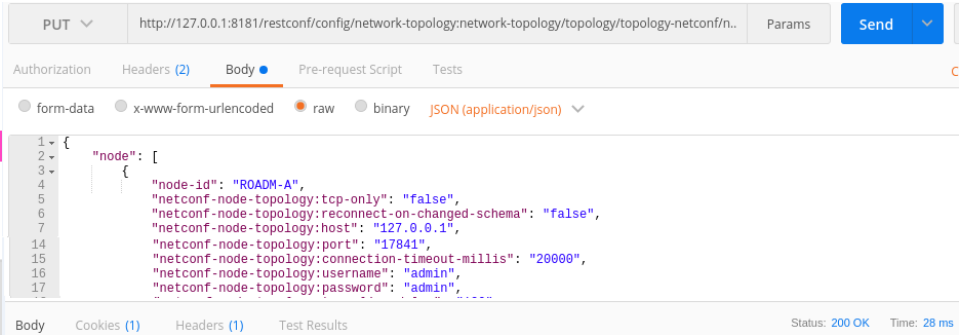 PUT http://127.0.0.1:8181/restconf/config/network-topology:network-topology/topology/topology-netconf/n.. Params Send
Authorization Headers (2) Body Pre-request Script Tests C
form-data x-www-form-urlencoded raw binary JSON (application/json)
1 {
2 "node": [
3 {
4 "node-id": "ROADM-A",
5 "netconf-node-topology:tcp-only": "false",
6 "netconf-node-topology:reconnect-on-changed-schema": "false",
7 "netconf-node-topology:host": "127.0.0.1",
14 "netconf-node-topology:port": "17841",
15 "netconf-node-topology:connection-timeout-millis": "20000",
16 "netconf-node-topology:username": "admin",
17 "netconf-node-topology:password": "admin",
Body Cookies (1) Headers (1) Test Results Status: 200 OK Time: 28 ms